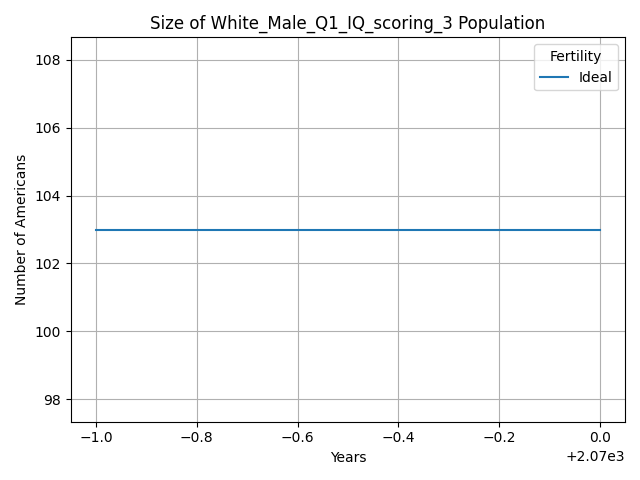 Size of White_Male_Q1_IQ_scoring_3 Population
Fertility
Ideal
108
106
104
102
100
98
Number of Americans
−1.0 −0.8 −0.6 −0.4 −0.2 0.0
Years
+2.07e3